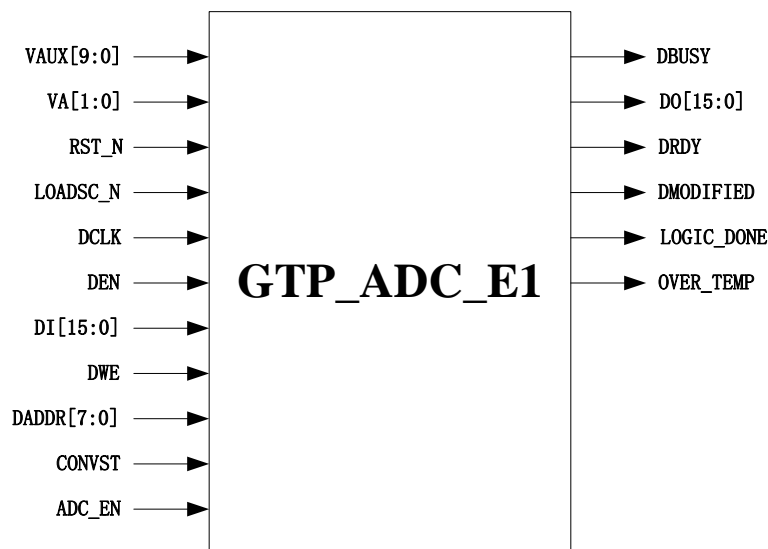 VAUX[9:0]
VA[1:0]
RST_N
LOADSC_N
DCLK
DEN
DI[15:0]
DWE
DADDR[7:0]
CONVST
ADC_EN
GTP_ADC_E1
DBUSY
DO[15:0]
DRDY
DMODIFIED
LOGIC_DONE
OVER_TEMP